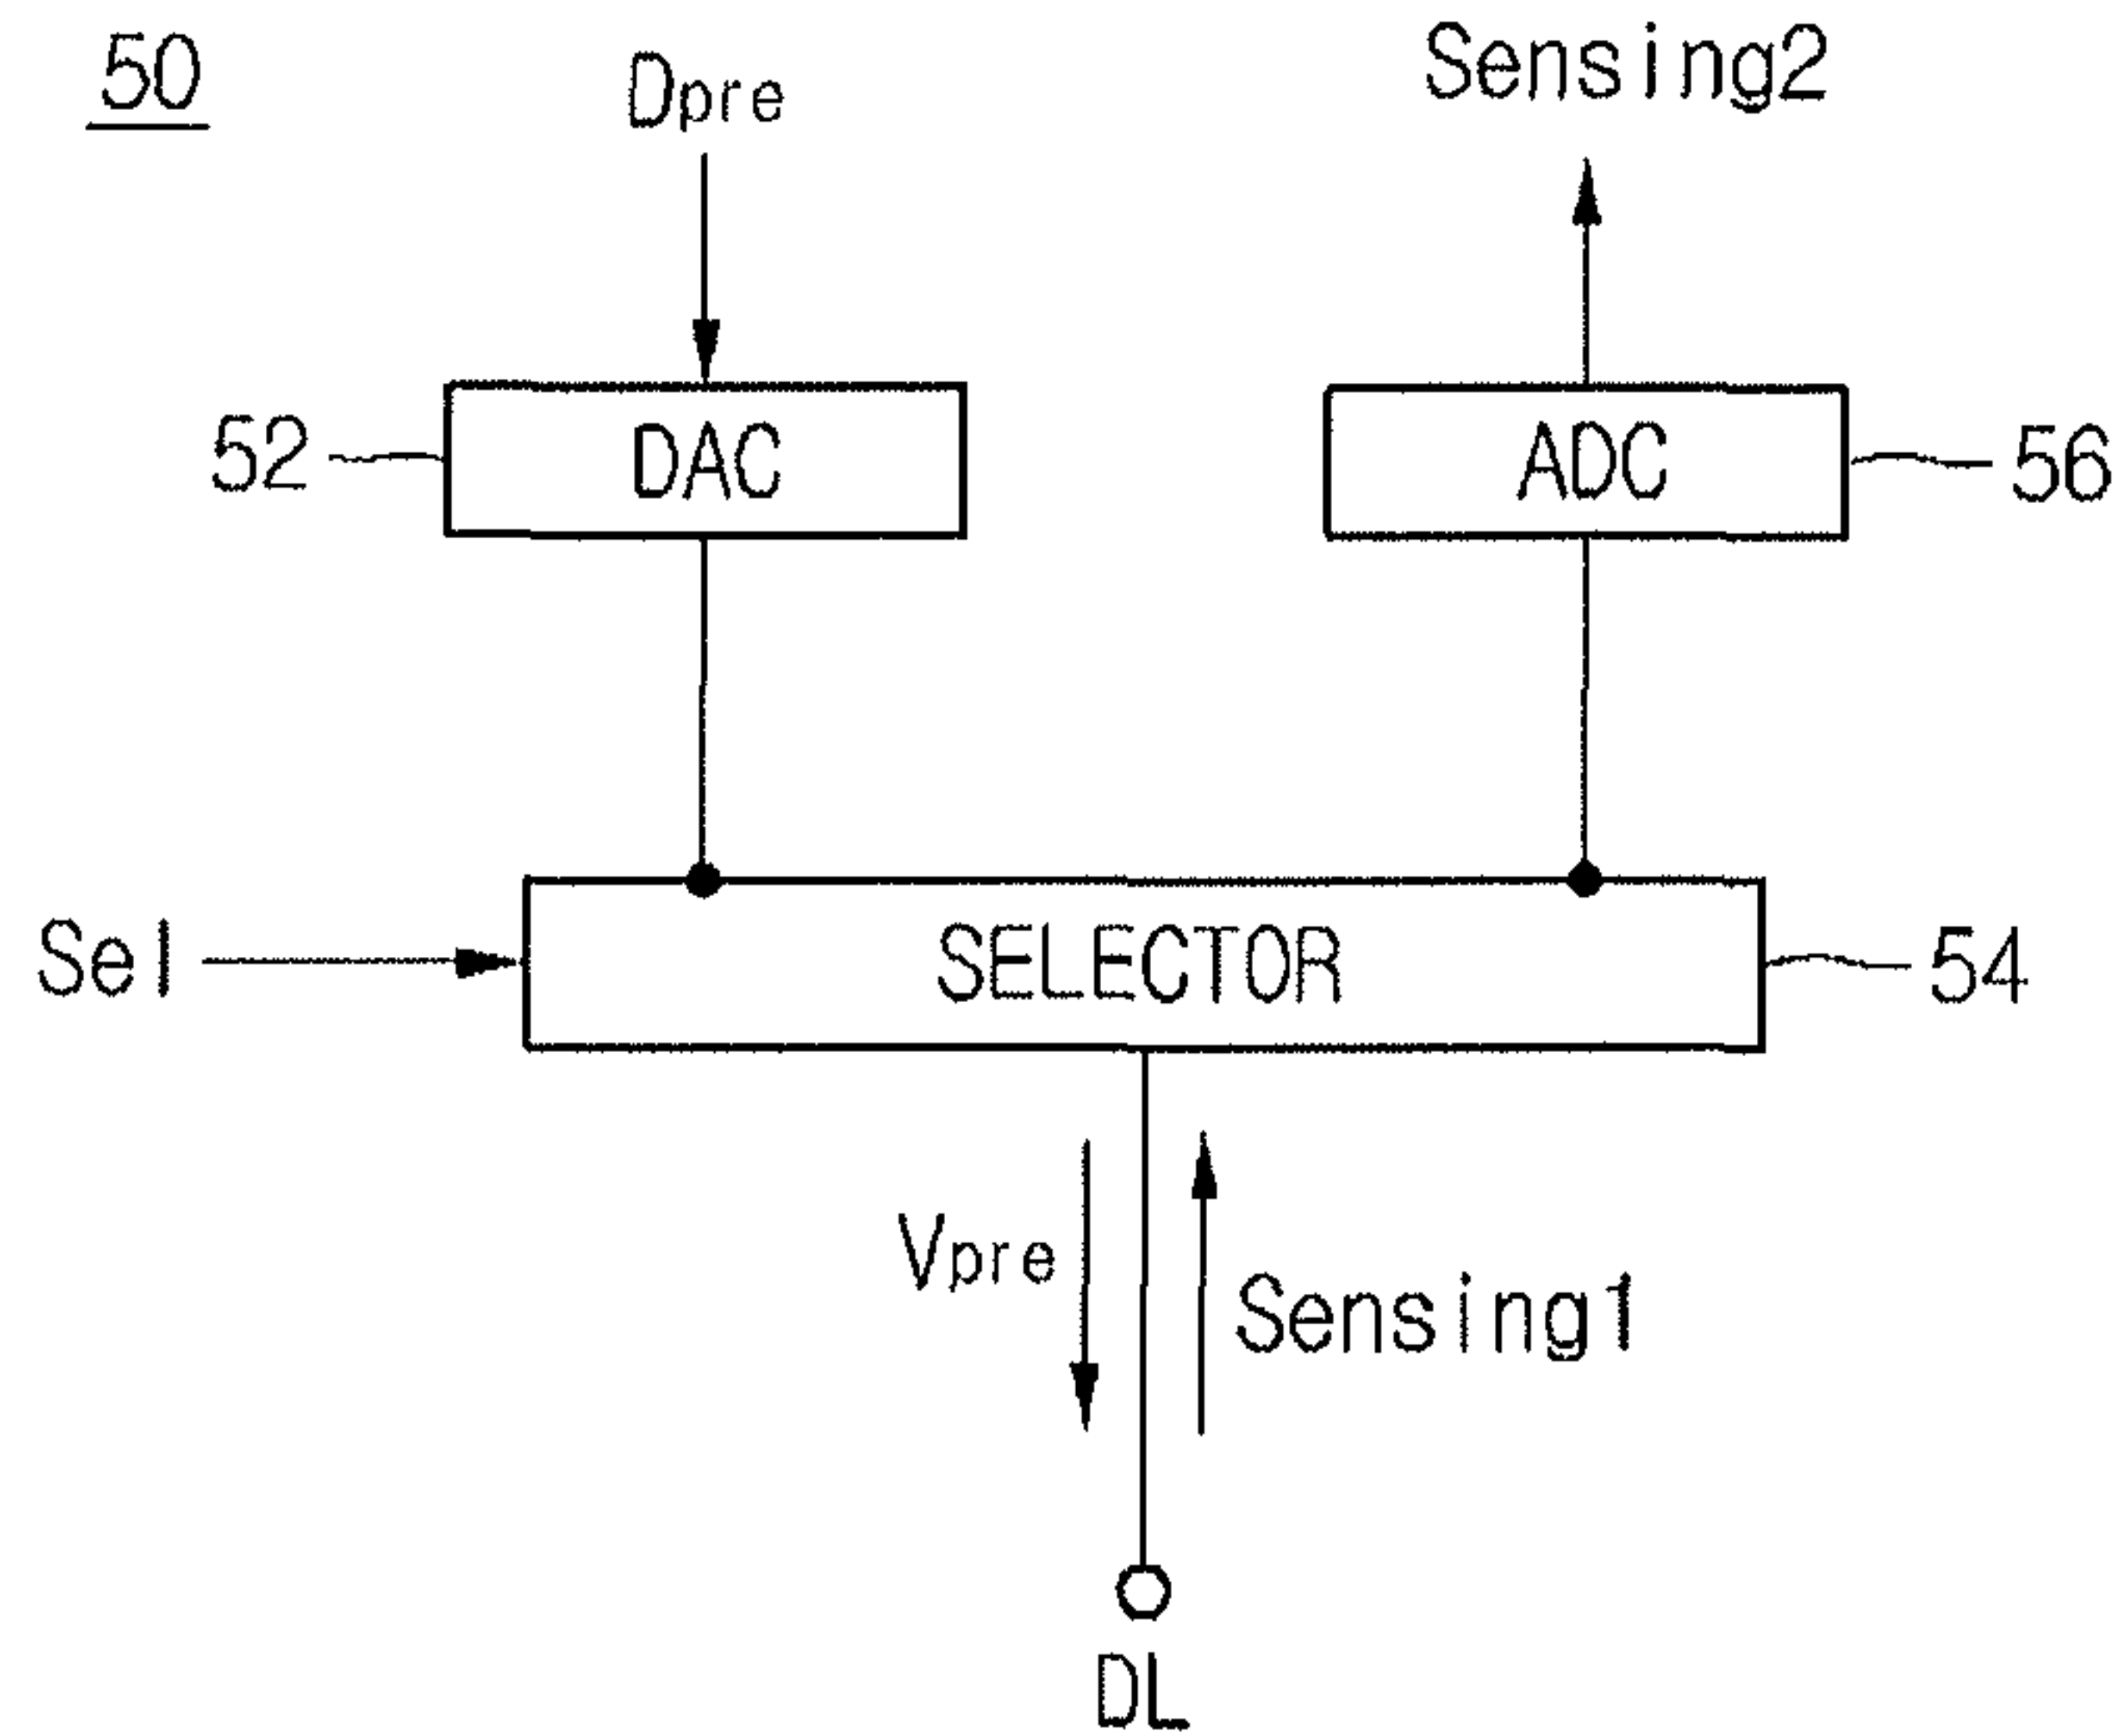 50
Dpre
Sensing2
52
DAC
ADC
56
Sel
SELECTOR
54
Vpre
Sensing1
DL